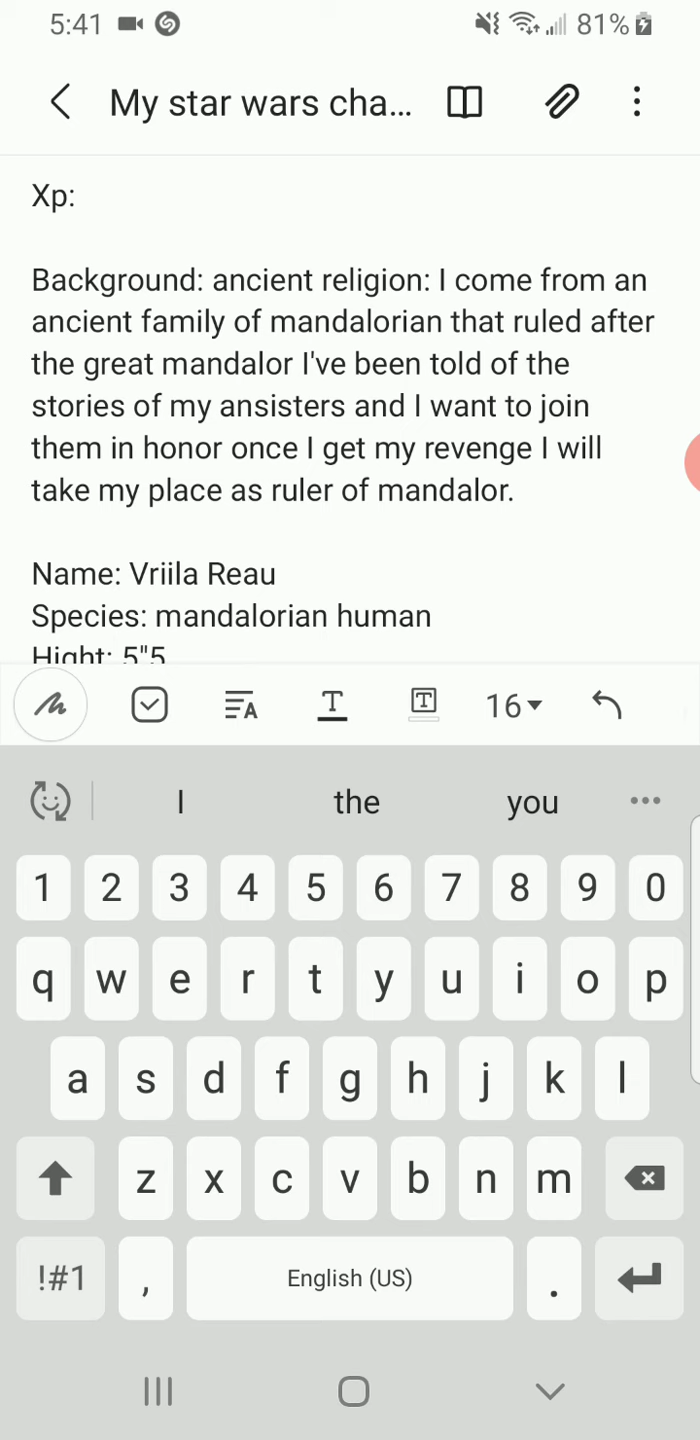 5:41 81%
My star wars cha...
Xp:
Background: ancient religion: I come from an
ancient family of mandalorian that ruled after
the great mandalor I've been told of the
stories of my ansisters and I want to join
them in honor once I get my revenge I will
take my place as ruler of mandalor.
Name: Vriila Reau
Species: mandalorian human
Hight: 5"5
16
I the you
1 2 3 4 5 6 7 8 9 0
q w e r t y u i o p
a s d f g h j k l
z x c v b n m
!#1 , English (US) .